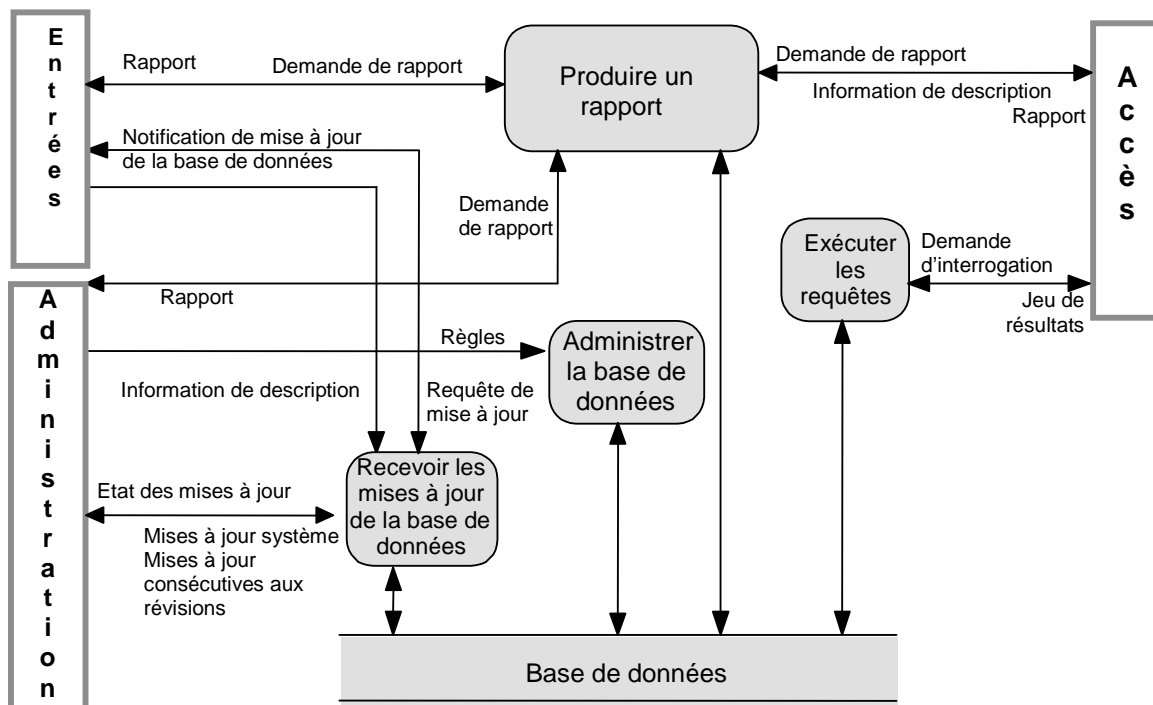 Entrées
Rapport
Demande de rapport
Produire un
rapport
Demande de rapport
Information de description
Rapport
Accès
Notification de mise à jour
de la base de données
Demande
de rapport
Exécuter
les
requêtes
Demande
d'interrogation
Jeu de
résultats
Rapport
Administration
Règles
Administrer
la base de
données
Information de description
Requête de
mise à jour
Recevoir les
mises à jour
de la base de
données
Etat des mises à jour
Mises à jour système
Mises à jour
consécutives aux
révisions
Base de données